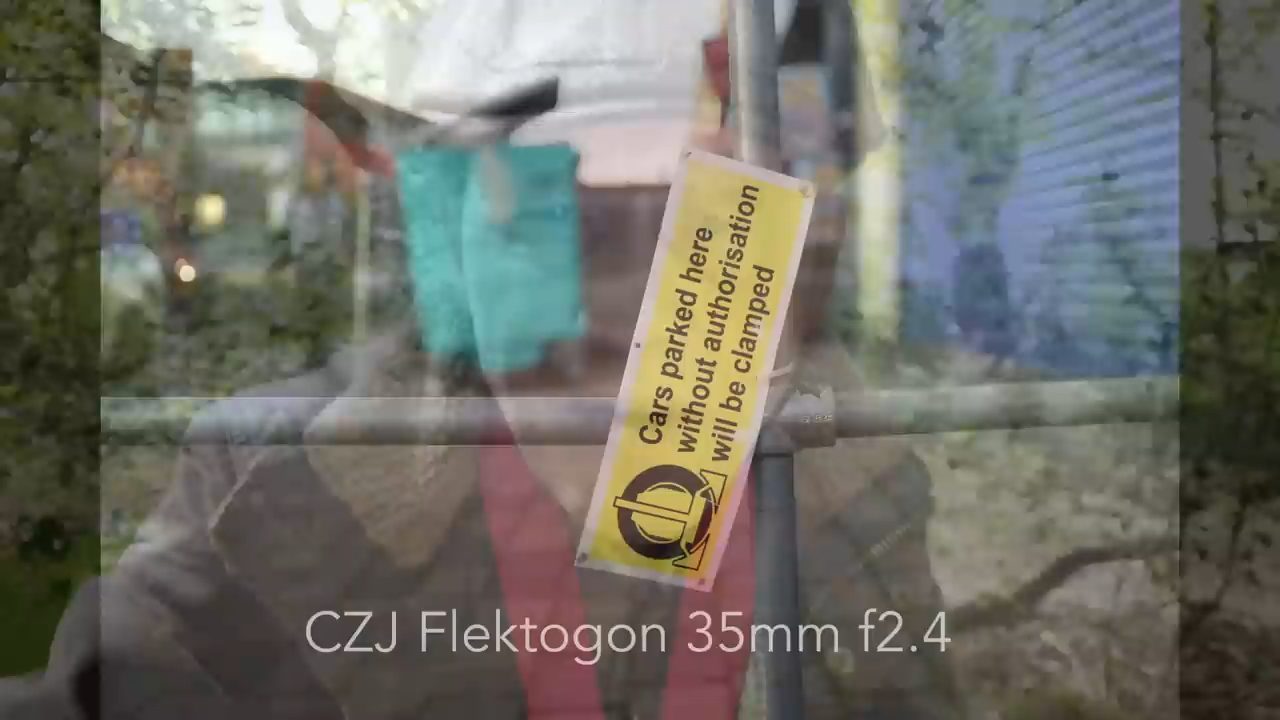 Cars parked here
without authorisation
will be clamped
CZJ Flektogon 35mm f2.4